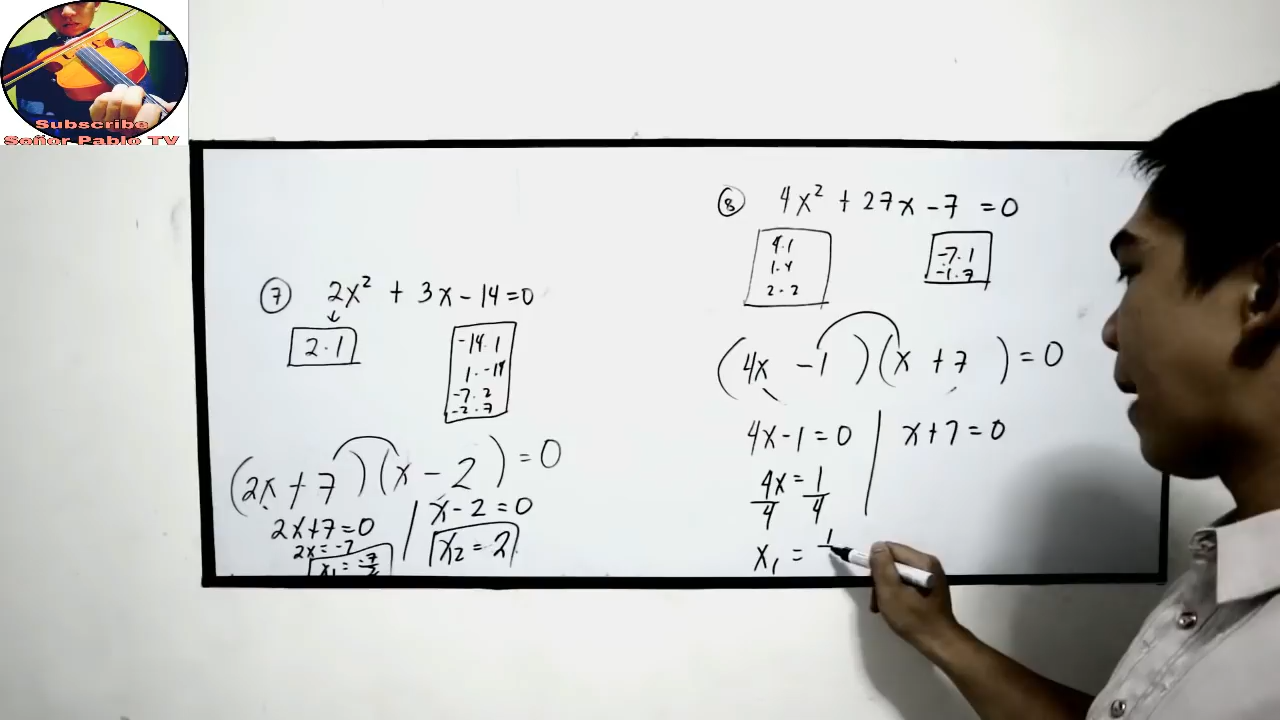 Subscribe
Señor Pablo TV
⑦ 2x² + 3x - 14 = 0
↓
2 · 1
-14 · 1
1 · -14
-7 · 2
-2 · 7
(2x + 7)(x - 2) = 0
2x + 7 = 0 | x - 2 = 0
2x = -7
x₁ = -7/2
x₂ = 2
⑧ 4x² + 27x - 7 = 0
4 · 1
1 · 4
2 · 2
-7 · 1
-1 · 7
(4x - 1)(x + 7) = 0
4x - 1 = 0 | x + 7 = 0
4x/4 = 1/4
x₁ = 1